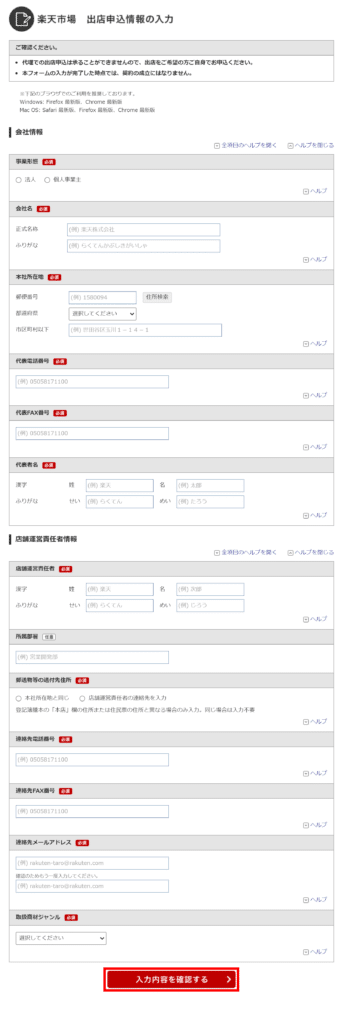 楽天市場　出店申込情報の入力
ご確認ください。
• 代理での出店申込は承ることができませんので、出店をご希望の方ご自身でお申込ください。
• 本フォームの入力が完了した時点では、契約の成立にはなりません。
※下記のブラウザでのご利用を推奨しております。
Windows: Firefox 最新版、Chrome 最新版
Mac OS: Safari 最新版、Firefox 最新版、Chrome 最新版
会社情報
全項目のヘルプを開く　ヘルプを閉じる
事業形態 必須
法人　個人事業主
ヘルプ
会社名 必須
正式名称 (例) 楽天株式会社
ふりがな (例) らくてんかぶしきがいしゃ
ヘルプ
本社所在地 必須
郵便番号 (例) 1580094 住所検索
都道府県 選択してください
市区町村以下 (例) 世田谷区玉川１－１４－１
ヘルプ
代表電話番号 必須
(例) 05058171100
ヘルプ
代表FAX番号 必須
(例) 05058171100
ヘルプ
代表者名 必須
漢字 姓 (例) 楽天 名 (例) 太郎
ふりがな せい (例) らくてん めい (例) たろう
ヘルプ
店舗運営責任者情報
全項目のヘルプを開く　ヘルプを閉じる
店舗運営責任者 必須
漢字 姓 (例) 楽天 名 (例) 次郎
ふりがな せい (例) らくてん めい (例) じろう
ヘルプ
所属部署 任意
(例) 営業開発部
郵送物等の送付先住所 必須
本社所在地と同じ　店舗運営責任者の連絡先を入力
登記簿謄本の「本店」欄の住所または住民票の住所と異なる場合のみ入力。同じ場合は入力不要
ヘルプ
連絡先電話番号 必須
(例) 05058171100
ヘルプ
連絡先FAX番号 必須
(例) 05058171100
ヘルプ
連絡先メールアドレス 必須
(例) rakuten-taro@rakuten.com
確認のためもう一度入力してください。
(例) rakuten-taro@rakuten.com
ヘルプ
取扱商材ジャンル 必須
選択してください
ヘルプ
入力内容を確認する